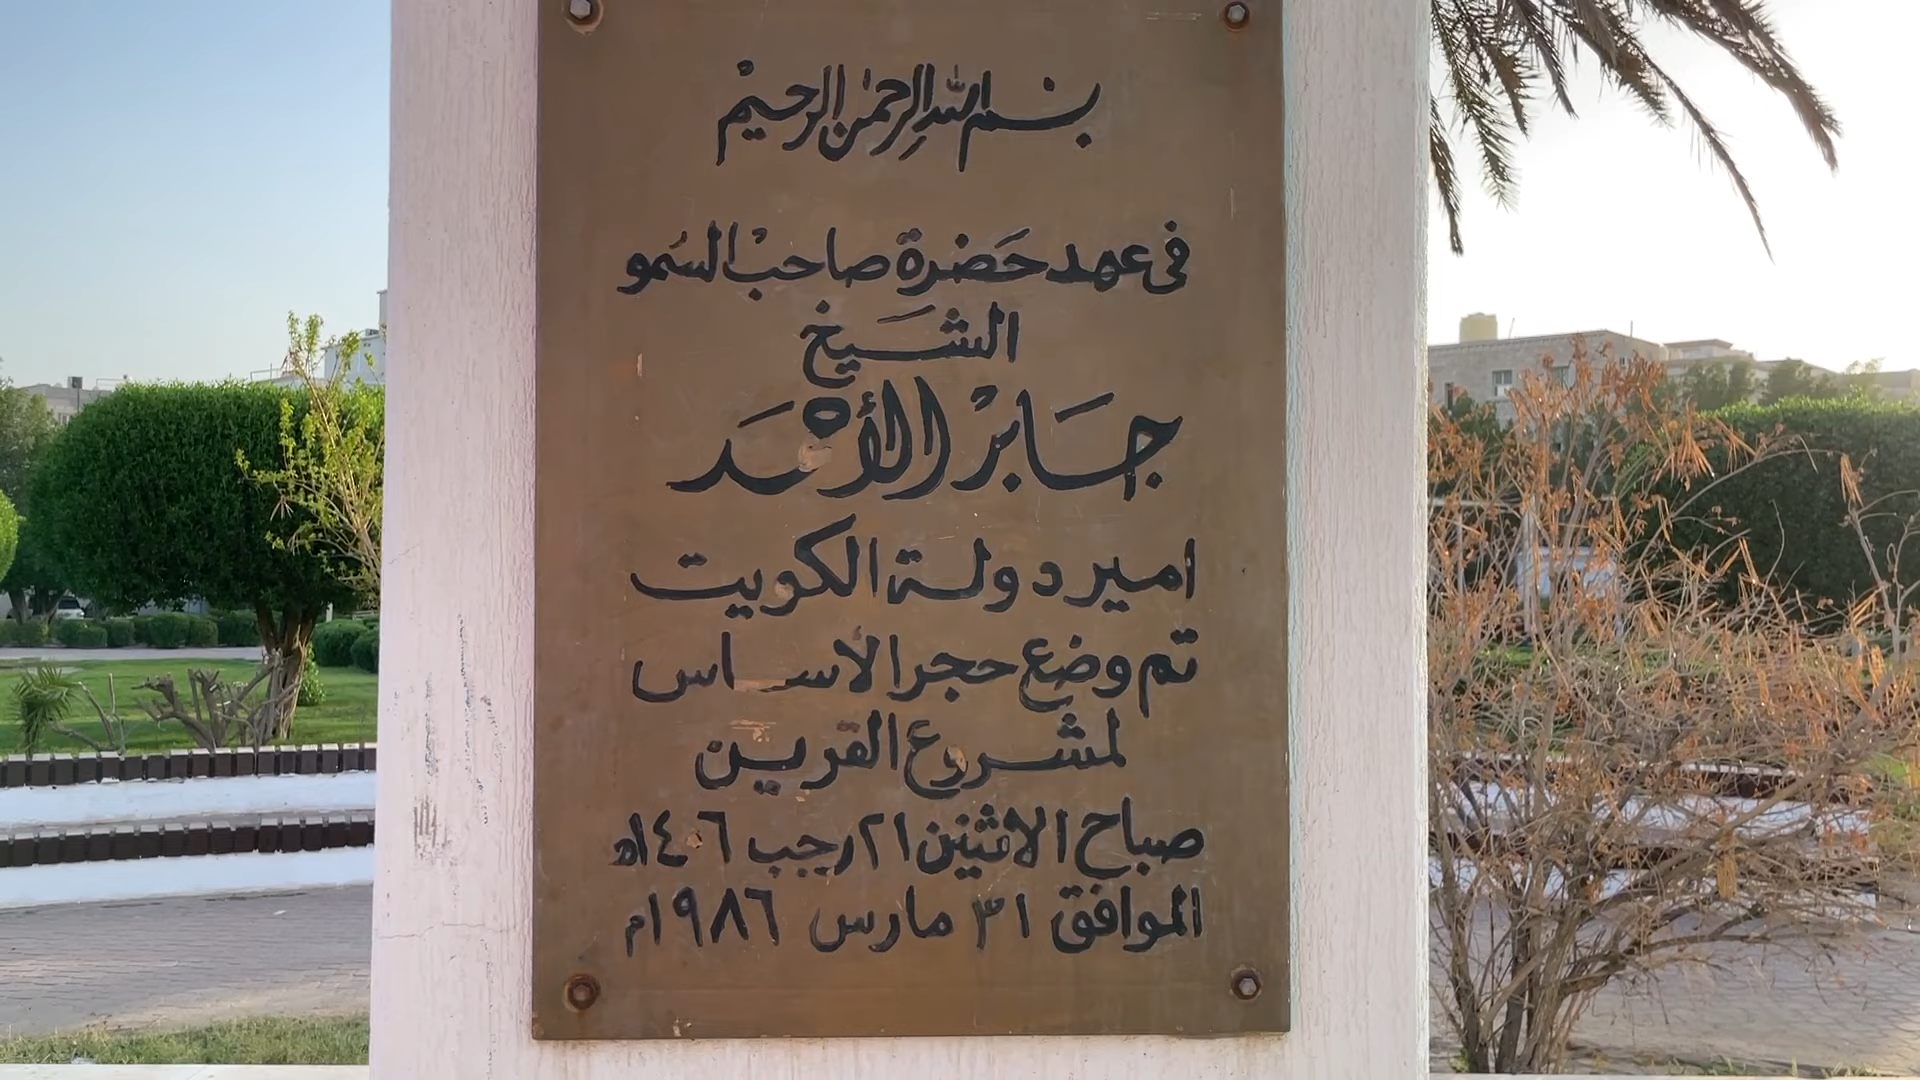 بسم الله الرحمن الرحيم
في عهد حضرة صاحب السمو
الشيخ
جابر الأحمد
امير دولة الكويت
تم وضع حجر الأساس
لمشروع القرين
صباح الاثنين ٢١ رجب ١٤٠٦هـ
الموافق ٣١ مارس ١٩٨٦م